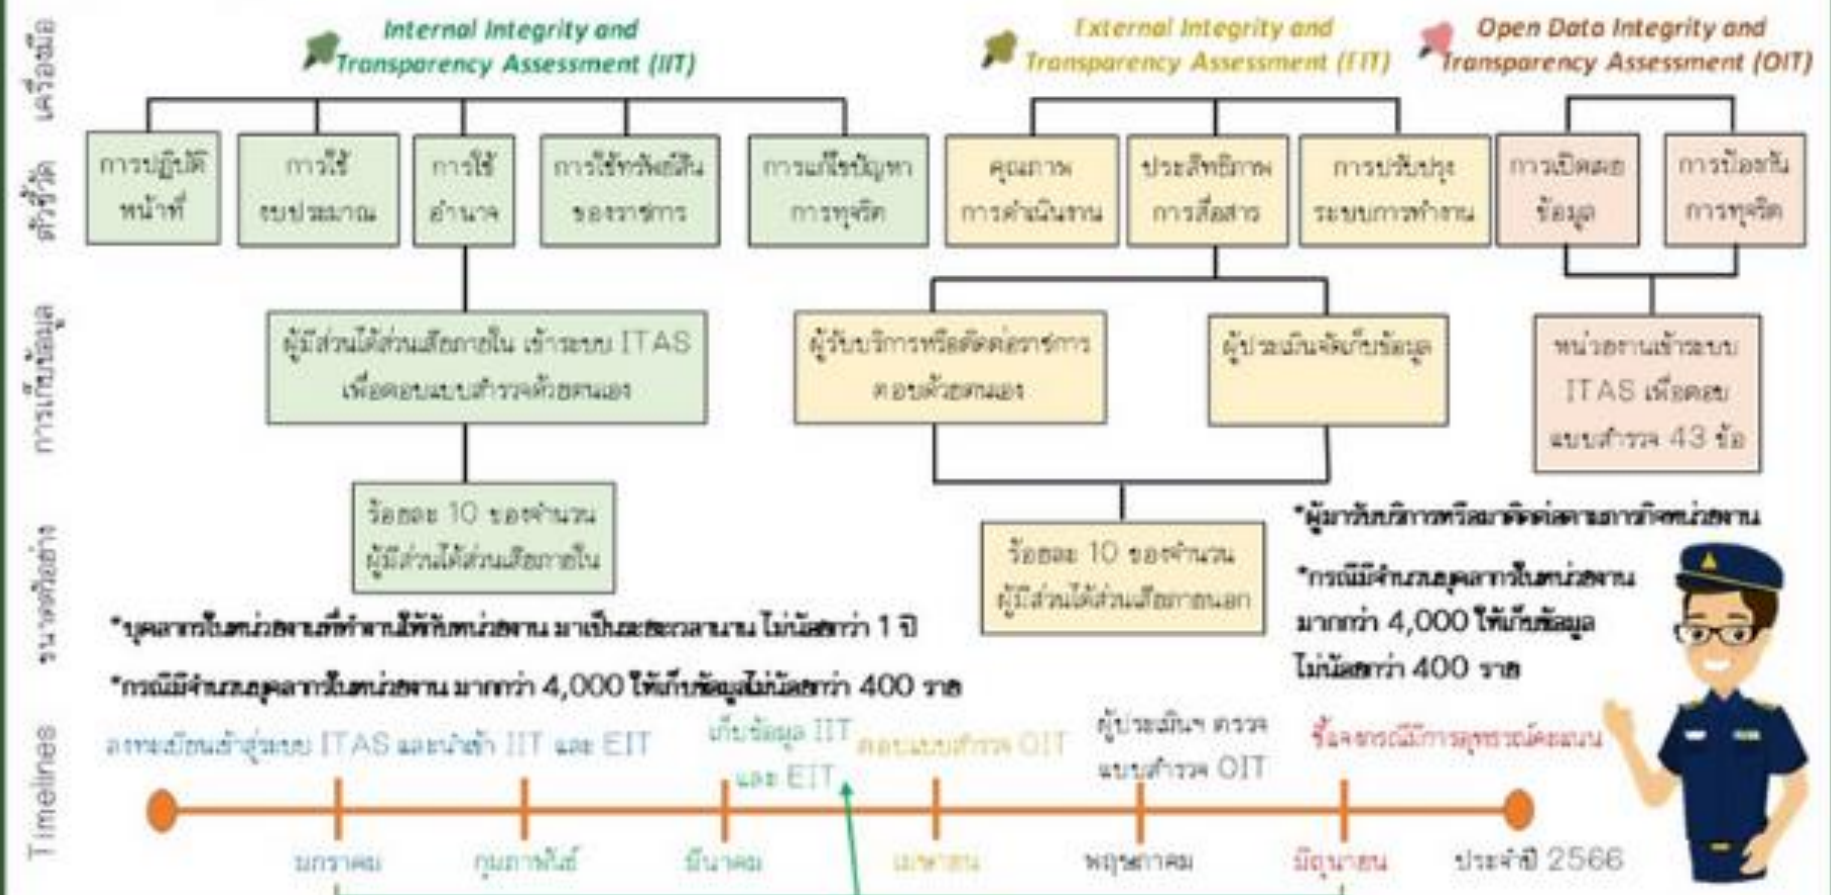 เครื่องมือ
Internal Integrity and
Transparency Assessment (IIT)
External Integrity and
Transparency Assessment (EIT)
Open Data Integrity and
Transparency Assessment (OIT)
ตัวชี้วัด
การปฏิบัติ
หน้าที่
การใช้
งบประมาณ
การใช้
อำนาจ
การใช้ทรัพย์สิน
ของราชการ
การแก้ไขปัญหา
การทุจริต
คุณภาพ
การดำเนินงาน
ประสิทธิภาพ
การสื่อสาร
การปรับปรุง
ระบบการทำงาน
การเปิดเผย
ข้อมูล
การป้องกัน
การทุจริต
การเก็บข้อมูล
ผู้มีส่วนได้ส่วนเสียภายใน เข้าระบบ ITAS
เพื่อตอบแบบสำรวจด้วยตนเอง
ผู้รับบริการหรือติดต่อราชการ
ตอบด้วยตนเอง
ผู้ประเมินจัดเก็บข้อมูล
หน่วยงานเข้าระบบ
ITAS เพื่อตอบ
แบบสำรวจ 43 ข้อ
ขนาดตัวอย่าง
ร้อยละ 10 ของจำนวน
ผู้มีส่วนได้ส่วนเสียภายใน
ร้อยละ 10 ของจำนวน
ผู้มีส่วนได้ส่วนเสียภายนอก
*ผู้มารับบริการหรือมาติดต่อตามภารกิจหน่วยงาน
*กรณีมีจำนวนบุคลากรในหน่วยงาน
มากกว่า 4,000 ให้เก็บข้อมูล
ไม่น้อยกว่า 400 ราย
*บุคลากรในหน่วยงานที่ทำงานให้กับหน่วยงาน มาเป็นระยะเวลานาน ไม่น้อยกว่า 1 ปี
*กรณีมีจำนวนบุคลากรในหน่วยงาน มากกว่า 4,000 ให้เก็บข้อมูลไม่น้อยกว่า 400 ราย
Timelines
ลงทะเบียนเข้าสู่ระบบ ITAS และนำเข้า IIT และ EIT
เก็บข้อมูล IIT
และ EIT
ตอบแบบสำรวจ OIT
ผู้ประเมินฯ ตรวจ
แบบสำรวจ OIT
ชี้แจงกรณีมีการอุทธรณ์คะแนน
มกราคม
กุมภาพันธ์
มีนาคม
เมษายน
พฤษภาคม
มิถุนายน
ประจำปี 2566